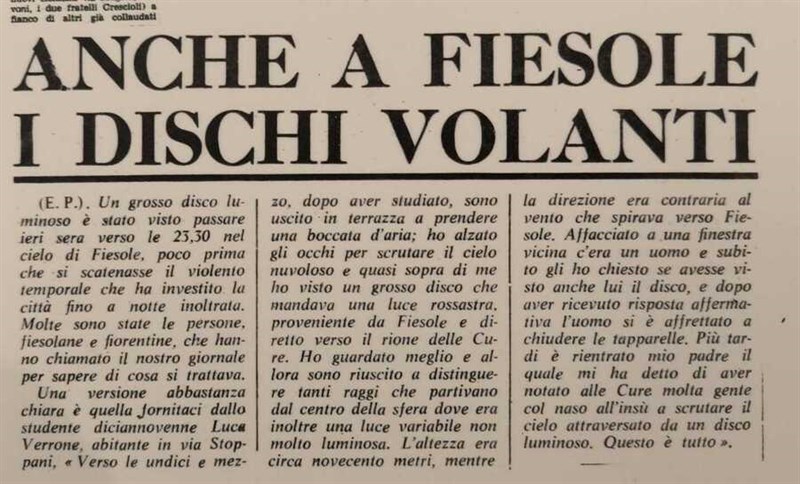 voni, i due fratelli Crescioli) a
fianco di altri già collaudati
ANCHE A FIESOLE
I DISCHI VOLANTI
(E. P.). Un grosso disco lu-
minoso è stato visto passare
ieri sera verso le 23,30 nel
cielo di Fiesole, poco prima
che si scatenasse il violento
temporale che ha investito la
città fino a notte inoltrata.
Molte sono state le persone,
fiesolane e fiorentine, che han-
no chiamato il nostro giornale
per sapere di cosa si trattava.
Una versione abbastanza
chiara è quella fornitaci dallo
studente diciannovenne Luca
Verrone, abitante in via Stop-
pani, « Verso le undici e mez-
zo, dopo aver studiato, sono
uscito in terrazza a prendere
una boccata d'aria; ho alzato
gli occhi per scrutare il cielo
nuvoloso e quasi sopra di me
ho visto un grosso disco che
mandava una luce rossastra,
proveniente da Fiesole e di-
retto verso il rione delle Cu-
re. Ho guardato meglio e al-
lora sono riuscito a distingue-
re tanti raggi che partivano
dal centro della sfera dove era
inoltre una luce variabile non
molto luminosa. L'altezza era
circa novecento metri, mentre
la direzione era contraria al
vento che spirava verso Fie-
sole. Affacciato a una finestra
vicina c'era un uomo e subi-
to gli ho chiesto se avesse vi-
sto anche lui il disco, e dopo
aver ricevuto risposta afferma-
tiva l'uomo si è affrettato a
chiudere le tapparelle. Più tar-
di è rientrato mio padre il
quale mi ha detto di aver
notato alle Cure molta gente
col naso all'insù a scrutare il
cielo attraversato da un disco
luminoso. Questo è tutto ».